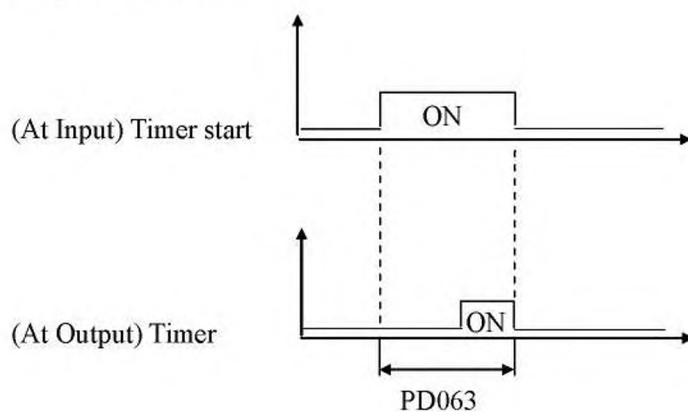 ON
(At Input) Timer start
ON
(At Output) Timer
PD063